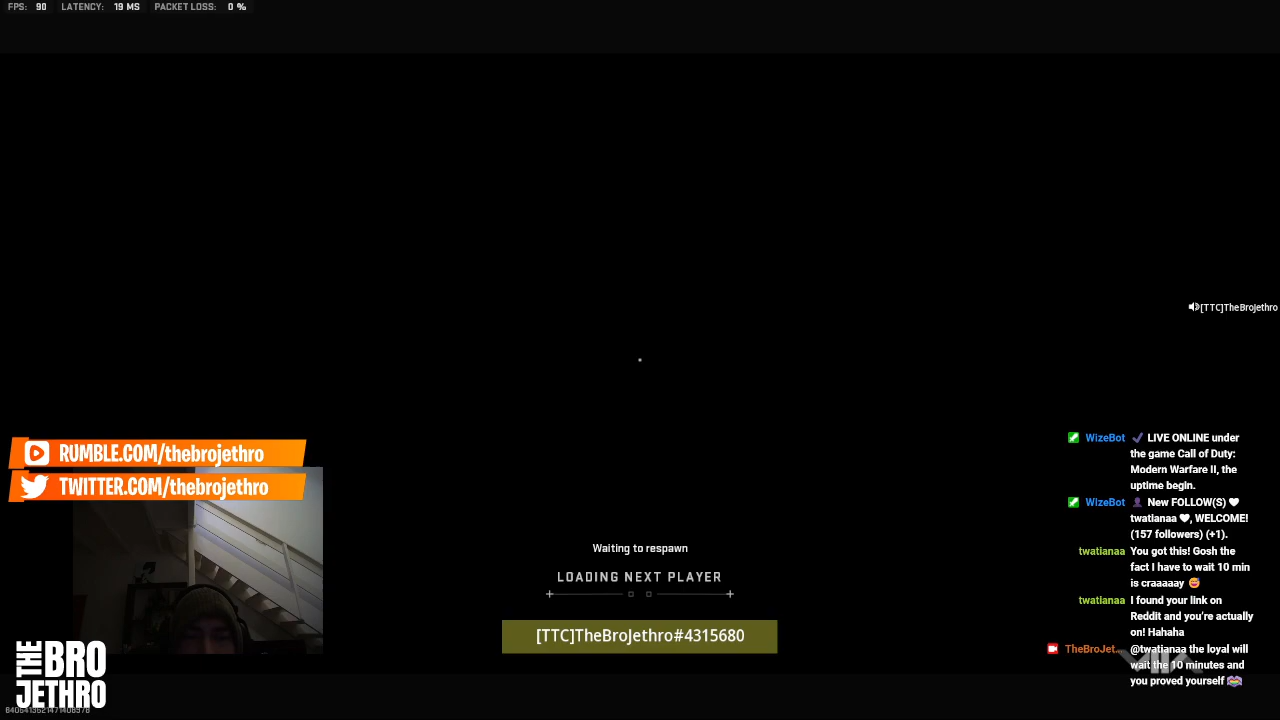 FPS: 90 LATENCY: 19 MS PACKET LOSS: 0 %
[TTC]TheBroJethro
RUMBLE.COM/thebrojethro
TWITTER.COM/thebrojethro
Waiting to respawn
LOADING NEXT PLAYER
[TTC]TheBroJethro#4315680
WizeBot LIVE ONLINE under
the game Call of Duty:
Modern Warfare II, the
uptime begin.
WizeBot New FOLLOW(S)
twatianaa, WELCOME!
(157 followers) (+1).
twatianaa You got this! Gosh the
fact I have to wait 10 min
is craaaaay
twatianaa I found your link on
Reddit and you're actually
on! Hahaha
TheBroJet... @twatianaa the loyal will
wait the 10 minutes and
you proved yourself
THE BRO
JETHRO